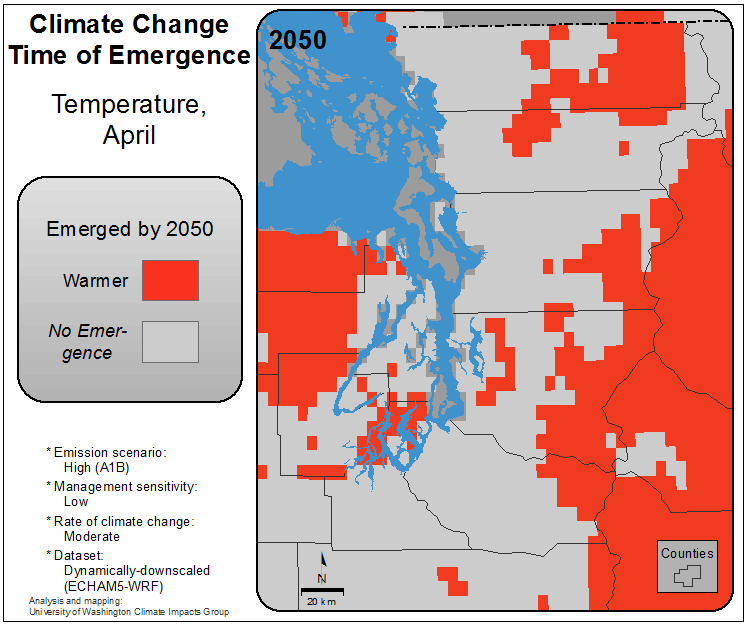 Climate Change
Time of Emergence
Temperature,
April
Emerged by 2050
Warmer
No Emer-
gence
* Emission scenario:
High (A1B)
* Management sensitivity:
Low
* Rate of climate change:
Moderate
* Dataset:
Dynamically-downscaled
(ECHAM5-WRF)
Analysis and mapping:
University of Washington Climate Impacts Group
2050
N
20 km
Counties